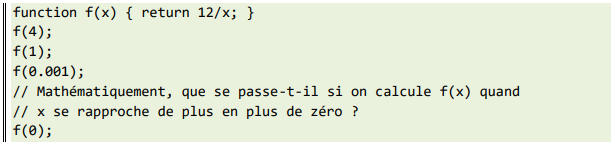 function f(x) { return 12/x; }
f(4);
f(1);
f(0.001);
// Mathématiquement, que se passe-t-il si on calcule f(x) quand
// x se rapproche de plus en plus de zéro ?
f(0);